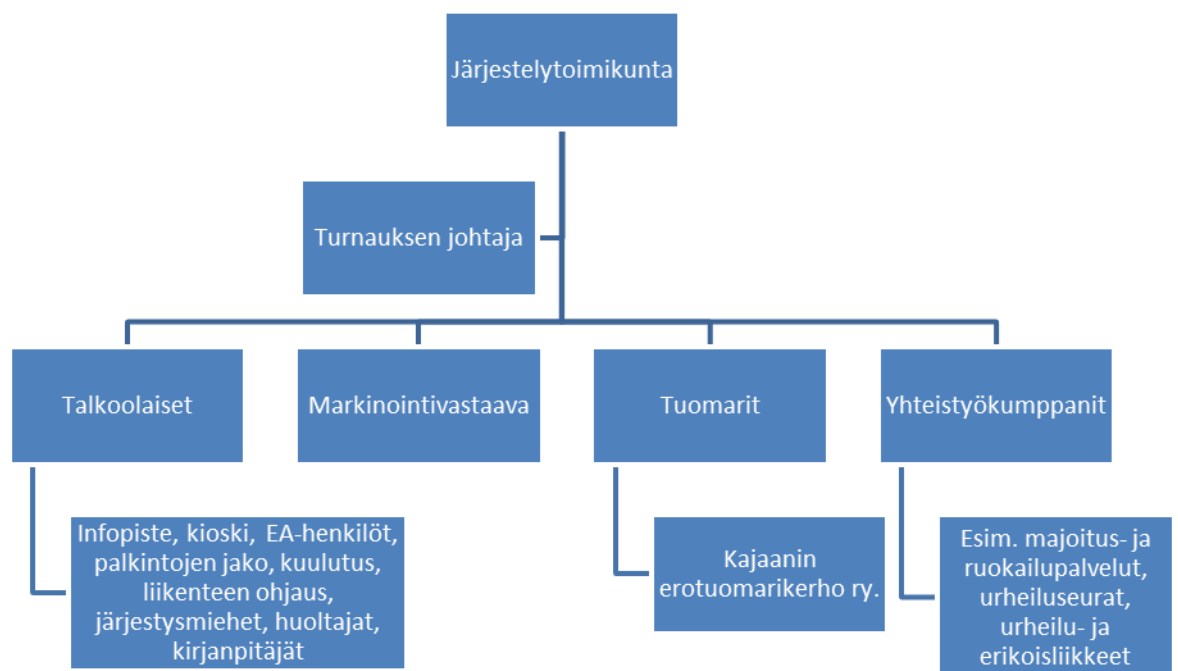 Järjestelytoimikunta
Turnauksen johtaja
Talkoolaiset
Markinointivastaava
Tuomarit
Yhteistyökumppanit
Infopiste, kioski, EA-henkilöt,
palkintojen jako, kuulutus,
liikenteen ohjaus,
järjestysmiehet, huoltajat,
kirjanpitäjät
Kajaanin
erotuomarikerho ry.
Esim. majoitus- ja
ruokailupalvelut,
urheiluseurat,
urheilu- ja
erikoisliikkeet